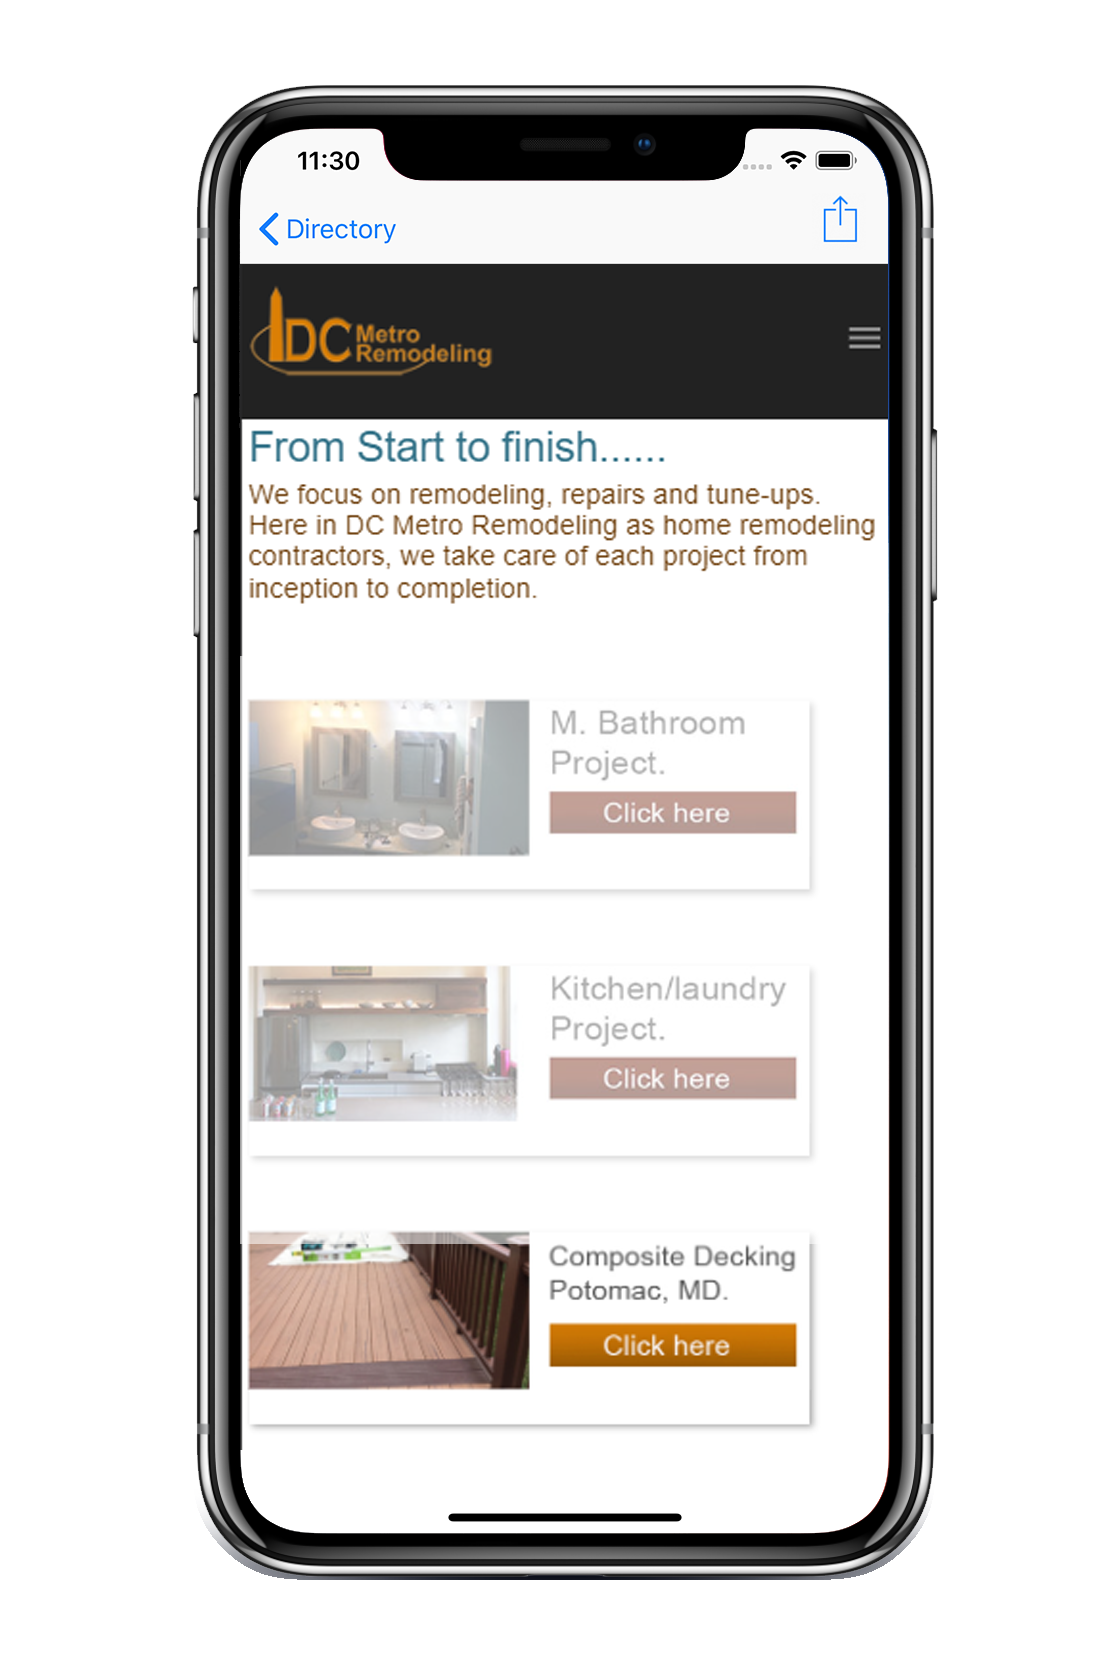 11:30
Directory
DC Metro
Remodeling
From Start to finish......
We focus on remodeling, repairs and tune-ups.
Here in DC Metro Remodeling as home remodeling
contractors, we take care of each project from
inception to completion.
M. Bathroom
Project.
Click here
Kitchen/laundry
Project.
Click here
Composite Decking
Potomac, MD.
Click here